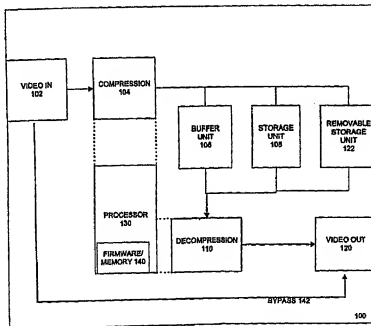 VIDEO IN
102
COMPRESSION
104
BUFFER
UNIT
106
STORAGE
UNIT
108
REMOVABLE
STORAGE
UNIT
122
PROCESSOR
130
FIRMWARE/
MEMORY 140
DECOMPRESSION
110
VIDEO OUT
120
BYPASS 142
100